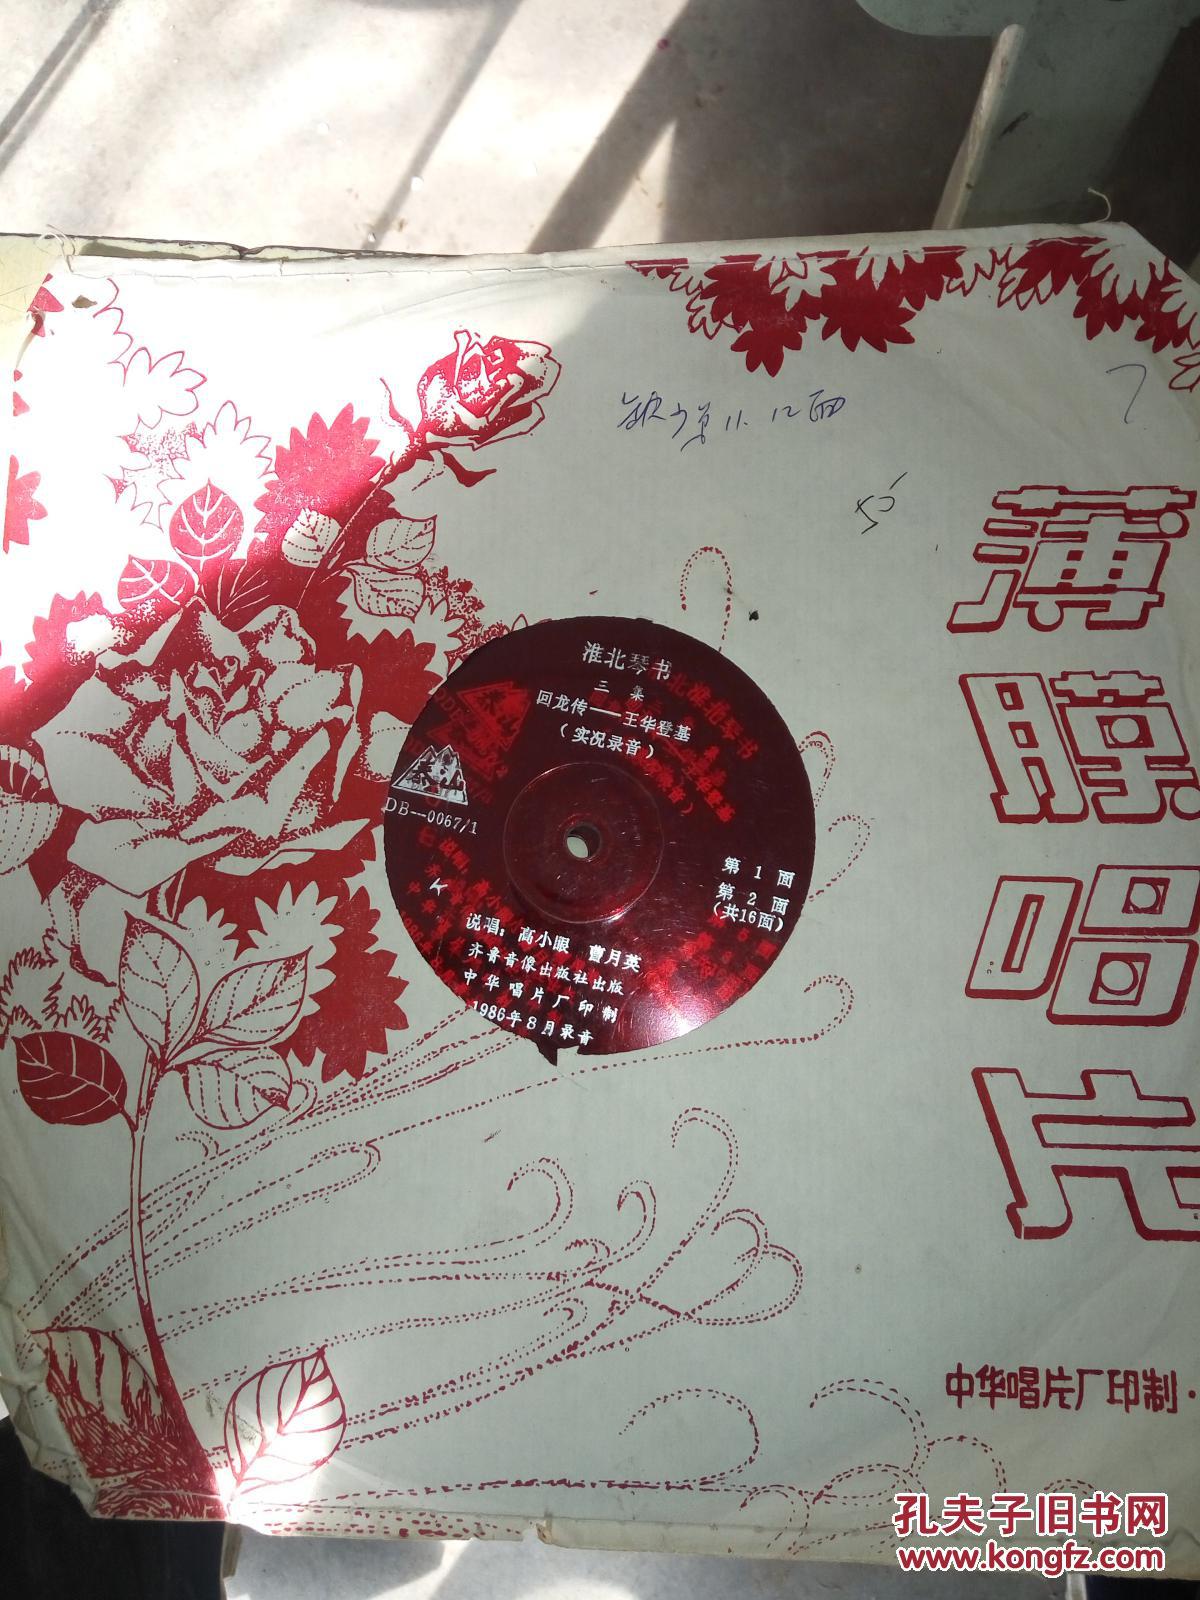 缺少第11.12面
7
55
薄膜唱片
淮北琴书
三集
回龙传——王华登基
(实况录音)
泰山
DB--0067/1
第1面
第2面
(共16面)
说唱:高小眼 曹月英
齐鲁音像出版社出版
中华唱片厂印制
1986年8月录音
中华唱片厂印制·
孔夫子旧书网
www.kongfz.com